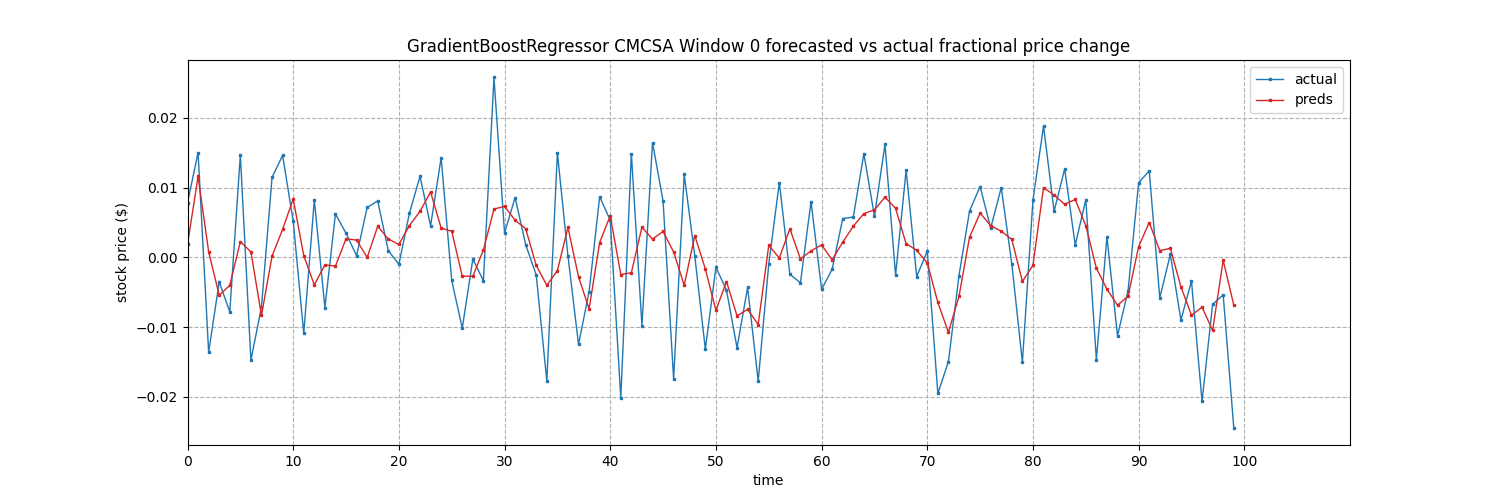 GradientBoostRegressor CMCSA Window 0 forecasted vs actual fractional price change
actual
preds
stock price ($)
0.02
0.01
0.00
−0.01
−0.02
0 10 20 30 40 50 60 70 80 90 100
time